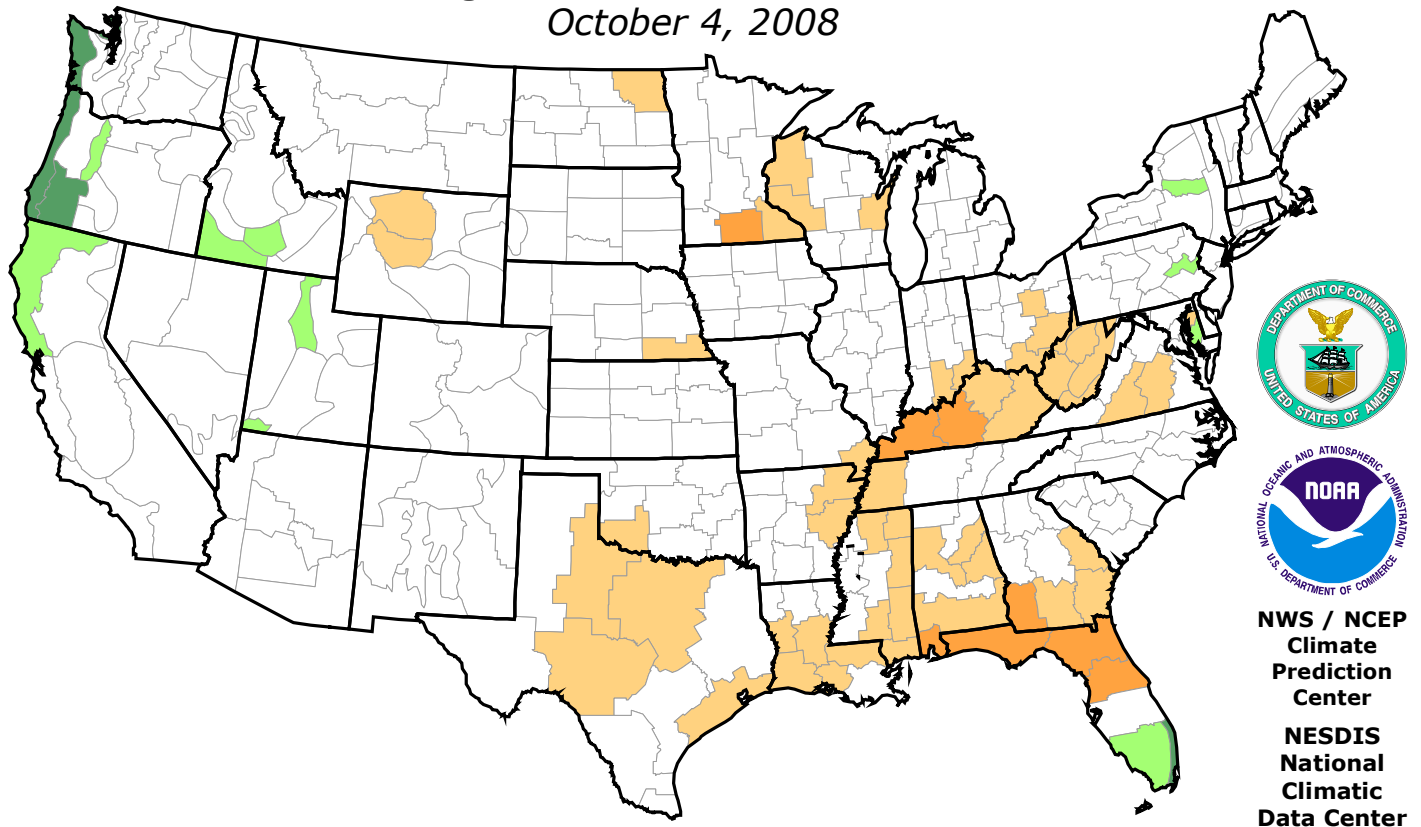 October 4, 2008
DEPARTMENT OF COMMERCE
UNITED STATES OF AMERICA
NATIONAL OCEANIC AND ATMOSPHERIC ADMINISTRATION
NOAA
U.S. DEPARTMENT OF COMMERCE
NWS / NCEP
Climate
Prediction
Center
NESDIS
National
Climatic
Data Center